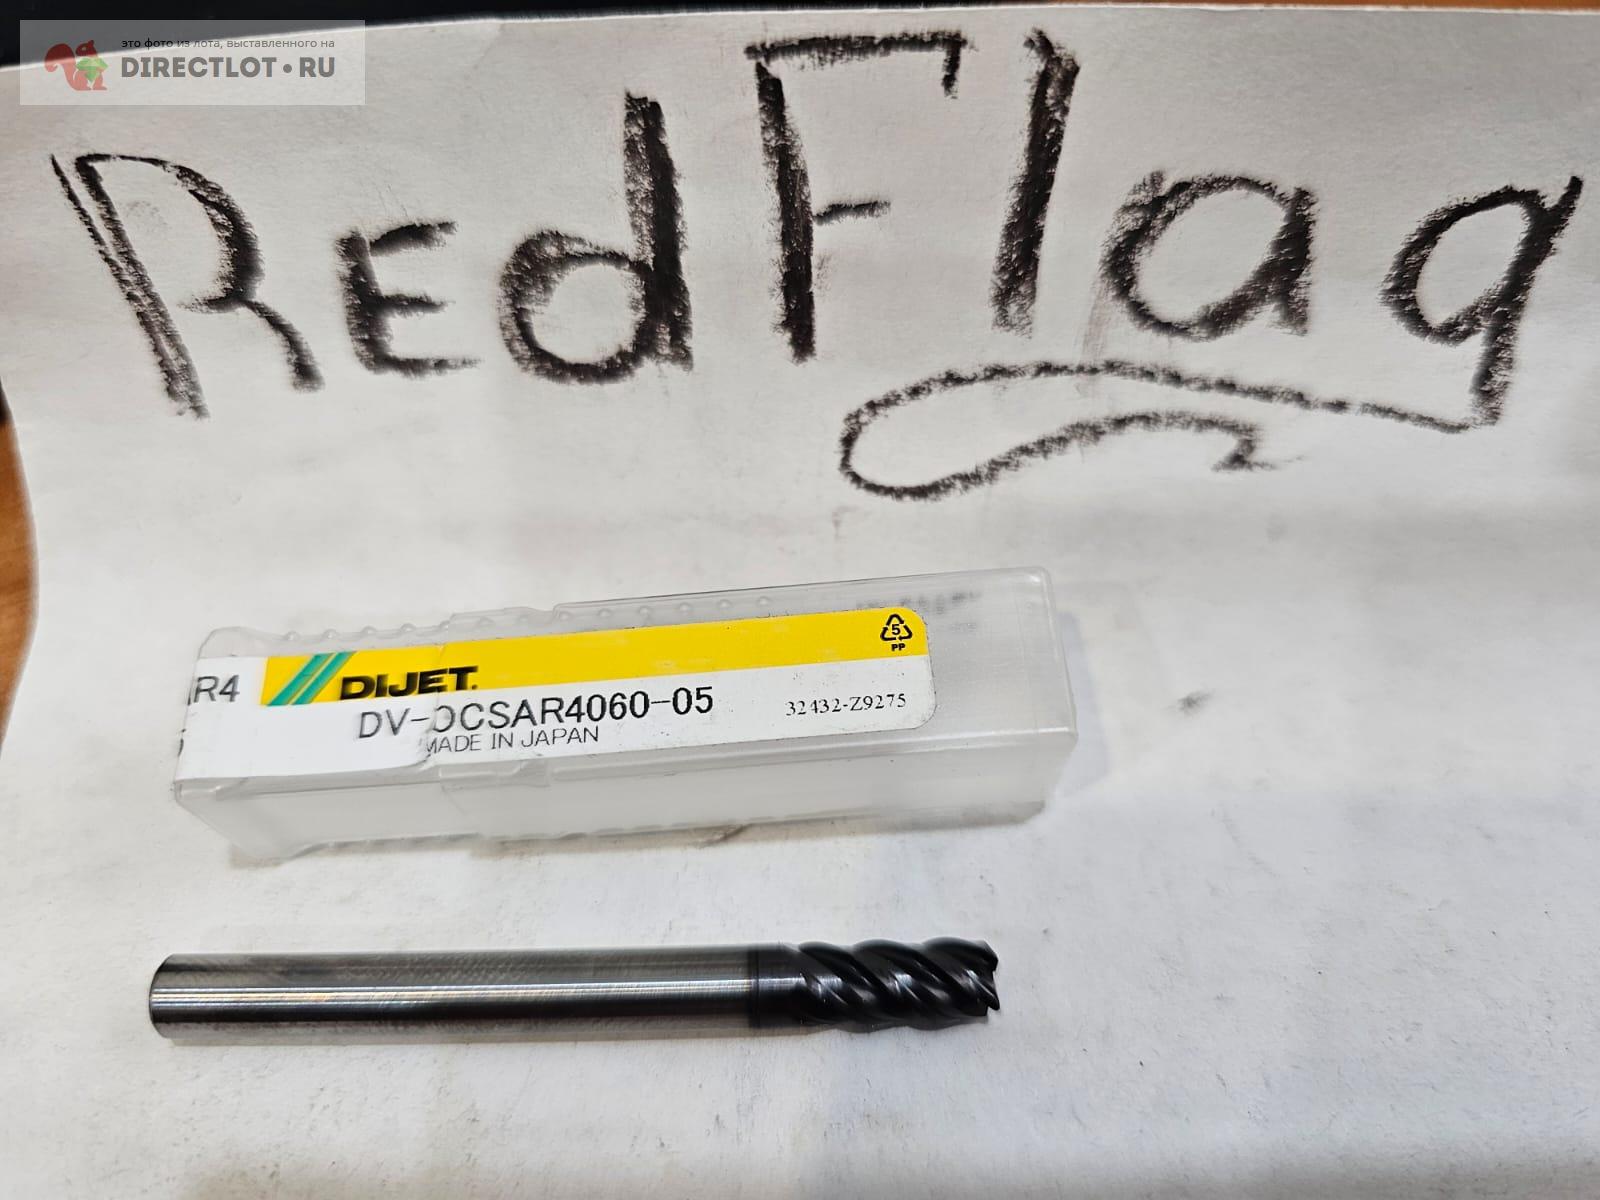 это фото из лота, выставленного на
DIRECTLOT•RU
RedFlag
5
PP
R4
DIJET.
DV-OCSAR4060-05
32432-Z9275
MADE IN JAPAN